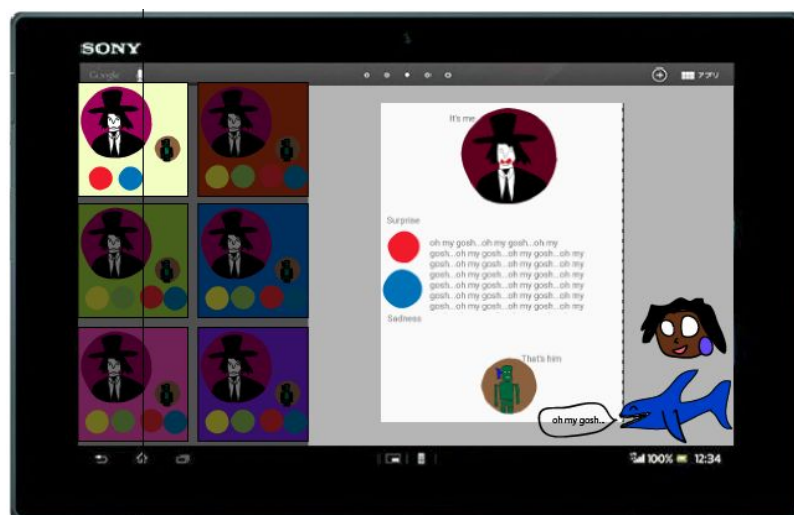 SONY
Google
アプリ
It's me
Surprise
oh my gosh...oh my gosh...oh my
gosh...oh my gosh...oh my gosh...oh my
gosh...oh my gosh...oh my gosh...oh my
gosh...oh my gosh...oh my gosh...oh my
gosh...oh my gosh...oh my gosh...oh my
gosh...oh my gosh...oh my gosh...oh my
gosh...oh my gosh...oh my gosh...oh my
Sadness
That's him
oh my gosh...
100% 12:34